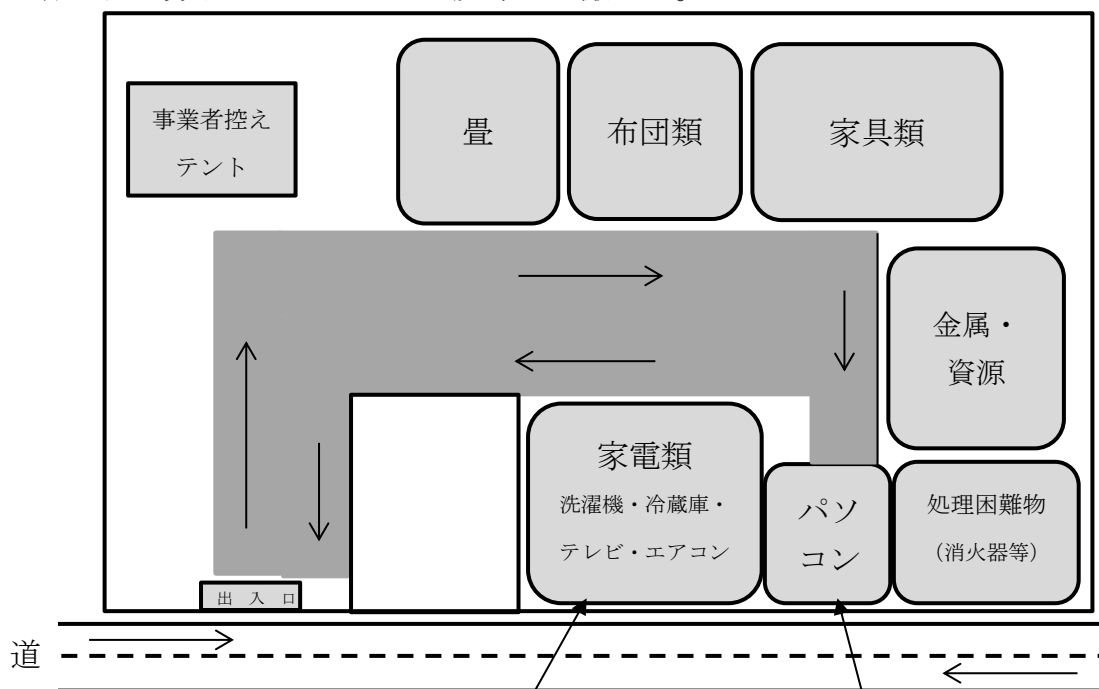 事業者控え
テント
畳
布団類
家具類
金属・
資源
家電類
洗濯機・冷蔵庫・
テレビ・エアコン
パソ
コン
処理困難物
（消火器等）
出 入 口
道